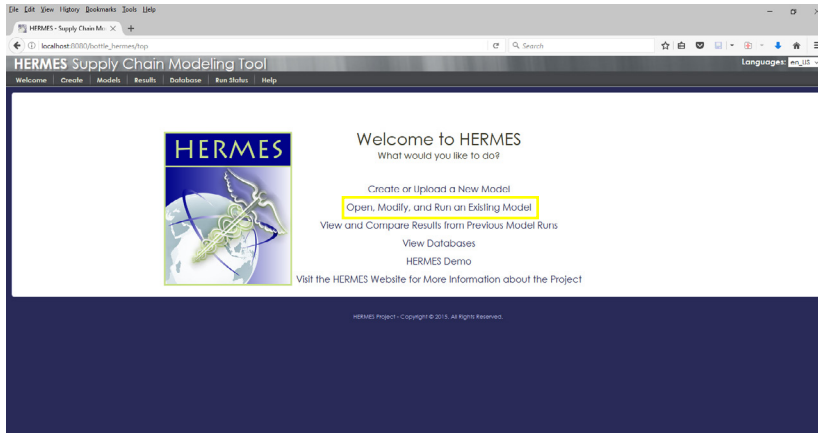 File Edit View History Bookmarks Tools Help
HERMES - Supply Chain Mo
localhost:8080/bottle_hermes/top
Search
HERMES Supply Chain Modeling Tool
Languages: en_US
Welcome Create Models Results Database Run Status Help
HERMES
Welcome to HERMES
What would you like to do?
Create or Upload a New Model
Open, Modify, and Run an Existing Model
View and Compare Results from Previous Model Runs
View Databases
HERMES Demo
Visit the HERMES Website for More Information about the Project
HERMES Project - Copyright © 2015, All Rights Reserved.